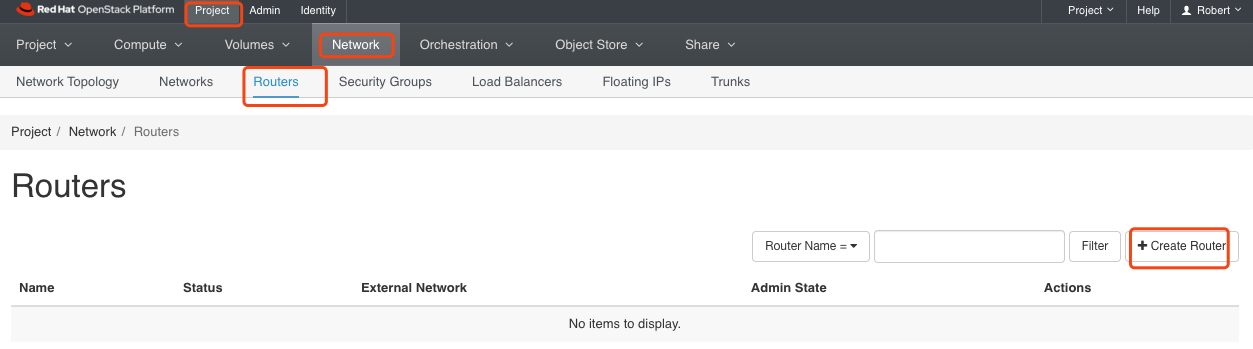 Red Hat OpenStack Platform Project Admin Identity Project Help Robert
Project Compute Volumes Network Orchestration Object Store Share
Network Topology Networks Routers Security Groups Load Balancers Floating IPs Trunks
Project / Network / Routers
Routers
Router Name = Filter + Create Router
Name Status External Network Admin State Actions
No items to display.